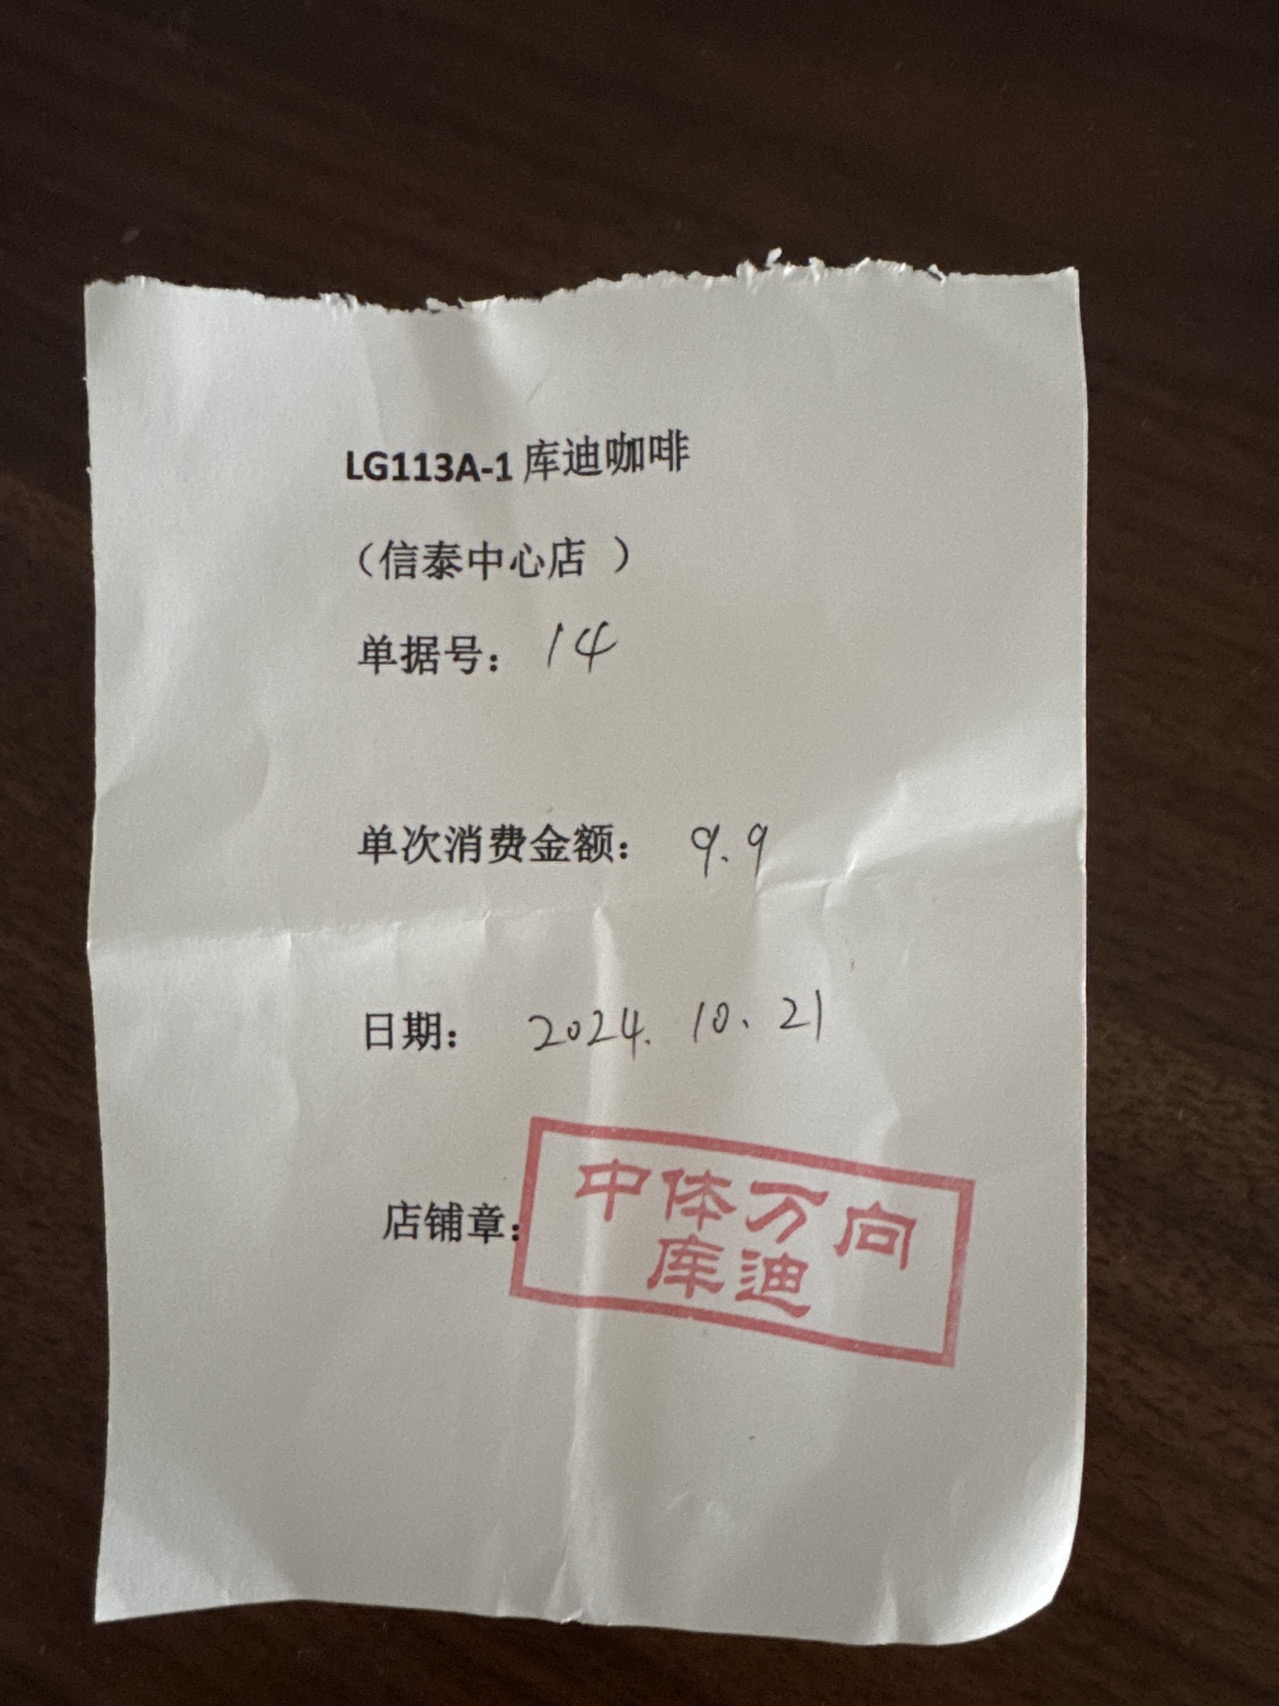 LG113A-1 库迪咖啡
（信泰中心店 ）
单据号： 14
单次消费金额： 9.9
日期： 2024. 10. 21
店铺章：
中体万向
库迪